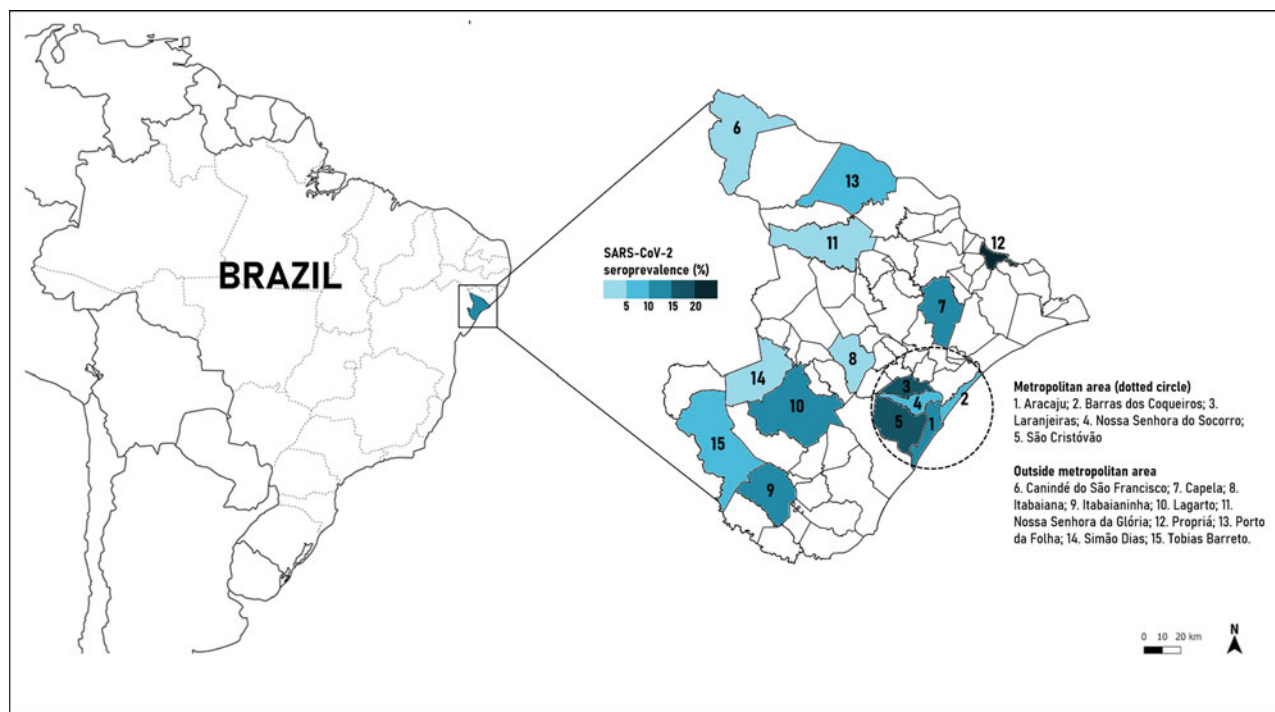 BRAZIL
6
13
11
12
SARS-CoV-2
seroprevalence (%)
5 10 15 20
7
8
14
10
3
4
2
5
1
15
9
Metropolitan area (dotted circle)
1. Aracaju; 2. Barras dos Coqueiros; 3.
Laranjeiras; 4. Nossa Senhora do Socorro;
5. São Cristóvão
Outside metropolitan area
6. Canindé do São Francisco; 7. Capela; 8.
Itabaiana; 9. Itabaianinha; 10. Lagarto; 11.
Nossa Senhora da Glória; 12. Propriá; 13. Porto
da Folha; 14. Simão Dias; 15. Tobias Barreto.
0 10 20 km
N